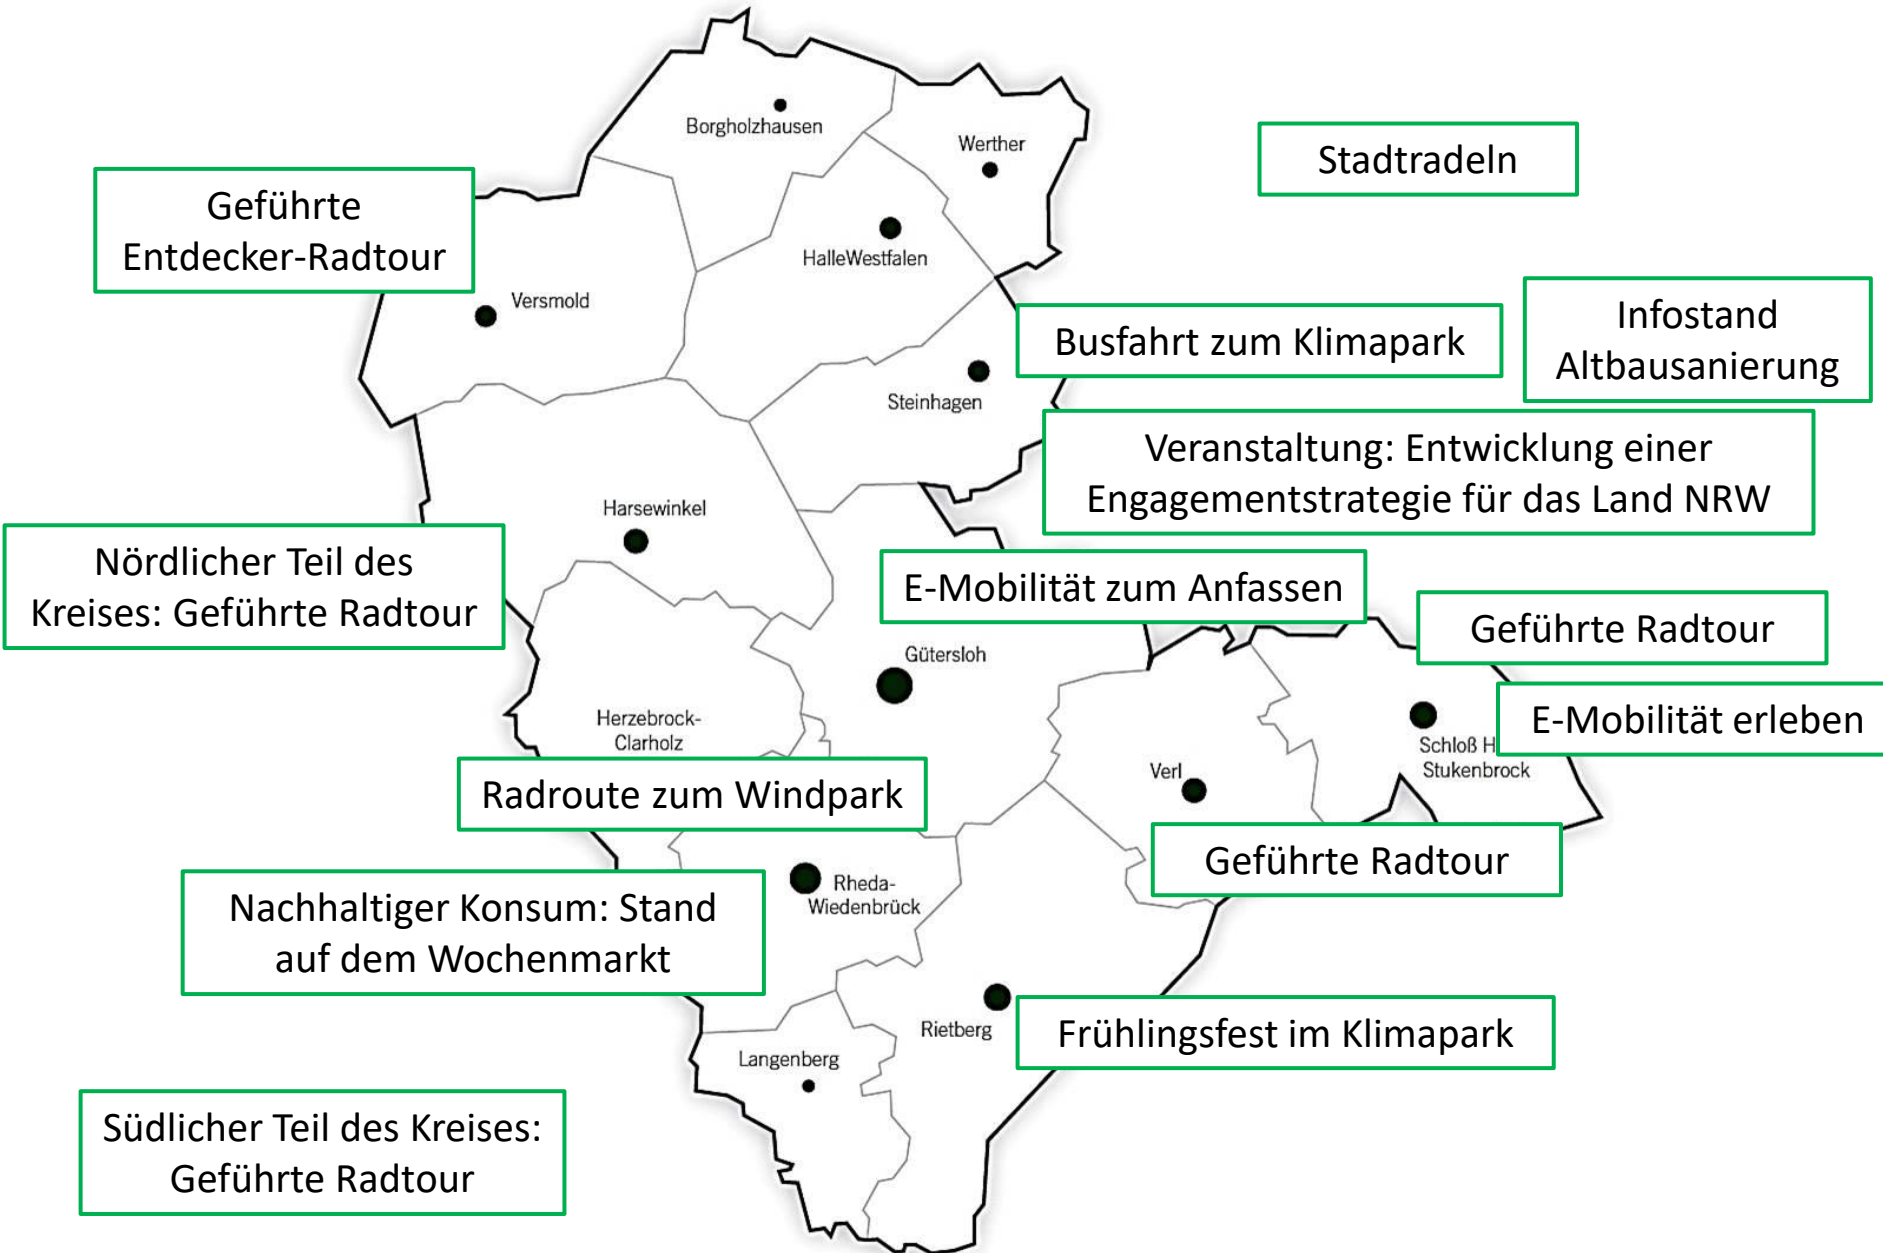 Borgholzhausen
Werther
Stadtradeln
Geführte
Entdecker-Radtour
HalleWestfalen
Versmold
Busfahrt zum Klimapark
Infostand
Altbausanierung
Steinhagen
Veranstaltung: Entwicklung einer
Engagementstrategie für das Land NRW
Harsewinkel
Nördlicher Teil des
Kreises: Geführte Radtour
E-Mobilität zum Anfassen
Geführte Radtour
Gütersloh
E-Mobilität erleben
Herzebrock-
Clarholz
Schloß H
Stukenbrock
Verl
Radroute zum Windpark
Geführte Radtour
Rheda-
Wiedenbrück
Nachhaltiger Konsum: Stand
auf dem Wochenmarkt
Rietberg
Frühlingsfest im Klimapark
Langenberg
Südlicher Teil des Kreises:
Geführte Radtour